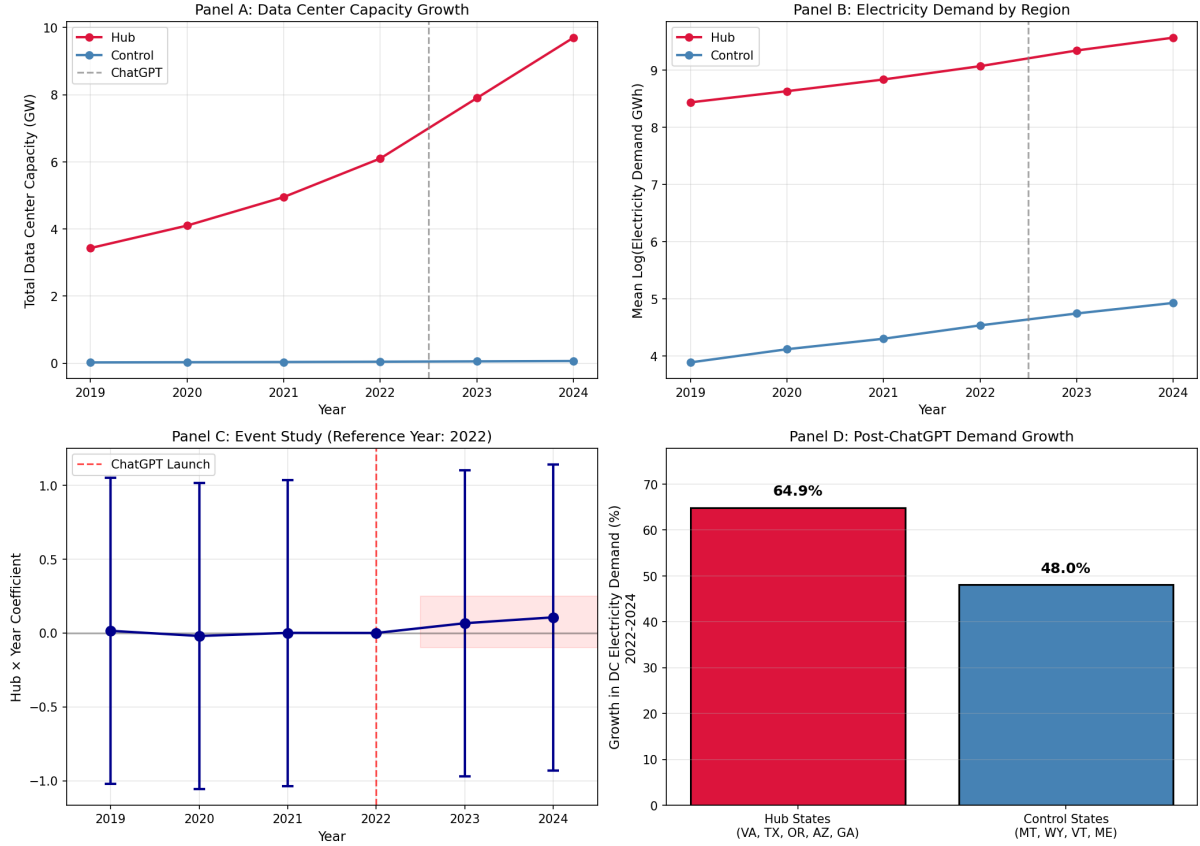 Panel A: Data Center Capacity Growth
Total Data Center Capacity (GW)
10
8
6
4
2
0
Hub
Control
ChatGPT
2019 2020 2021 2022 2023 2024
Year
Panel B: Electricity Demand by Region
Mean Log(Electricity Demand GWh)
9
8
7
6
5
4
Hub
Control
2019 2020 2021 2022 2023 2024
Year
Panel C: Event Study (Reference Year: 2022)
Hub × Year Coefficient
1.0
0.5
0.0
−0.5
−1.0
ChatGPT Launch
2019 2020 2021 2022 2023 2024
Year
Panel D: Post-ChatGPT Demand Growth
Growth in DC Electricity Demand (%)
2022-2024
70
60
50
40
30
20
10
0
64.9%
48.0%
Hub States
(VA, TX, OR, AZ, GA)
Control States
(MT, WY, VT, ME)